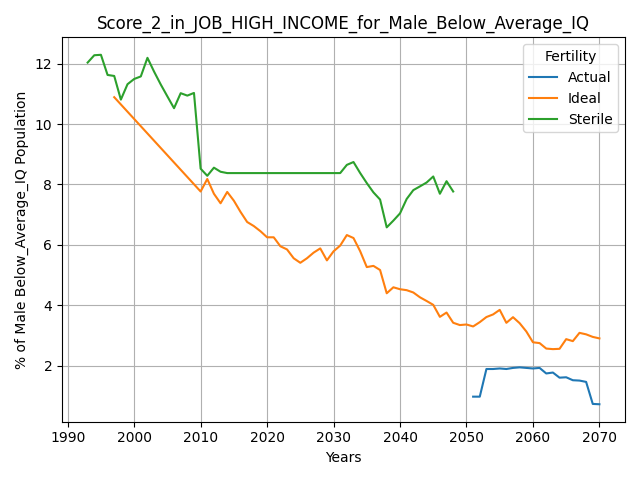 Score_2_in_JOB_HIGH_INCOME_for_Male_Below_Average_IQ
% of Male Below_Average_IQ Population
12
10
8
6
4
2
Fertility
Actual
Ideal
Sterile
1990 2000 2010 2020 2030 2040 2050 2060 2070
Years